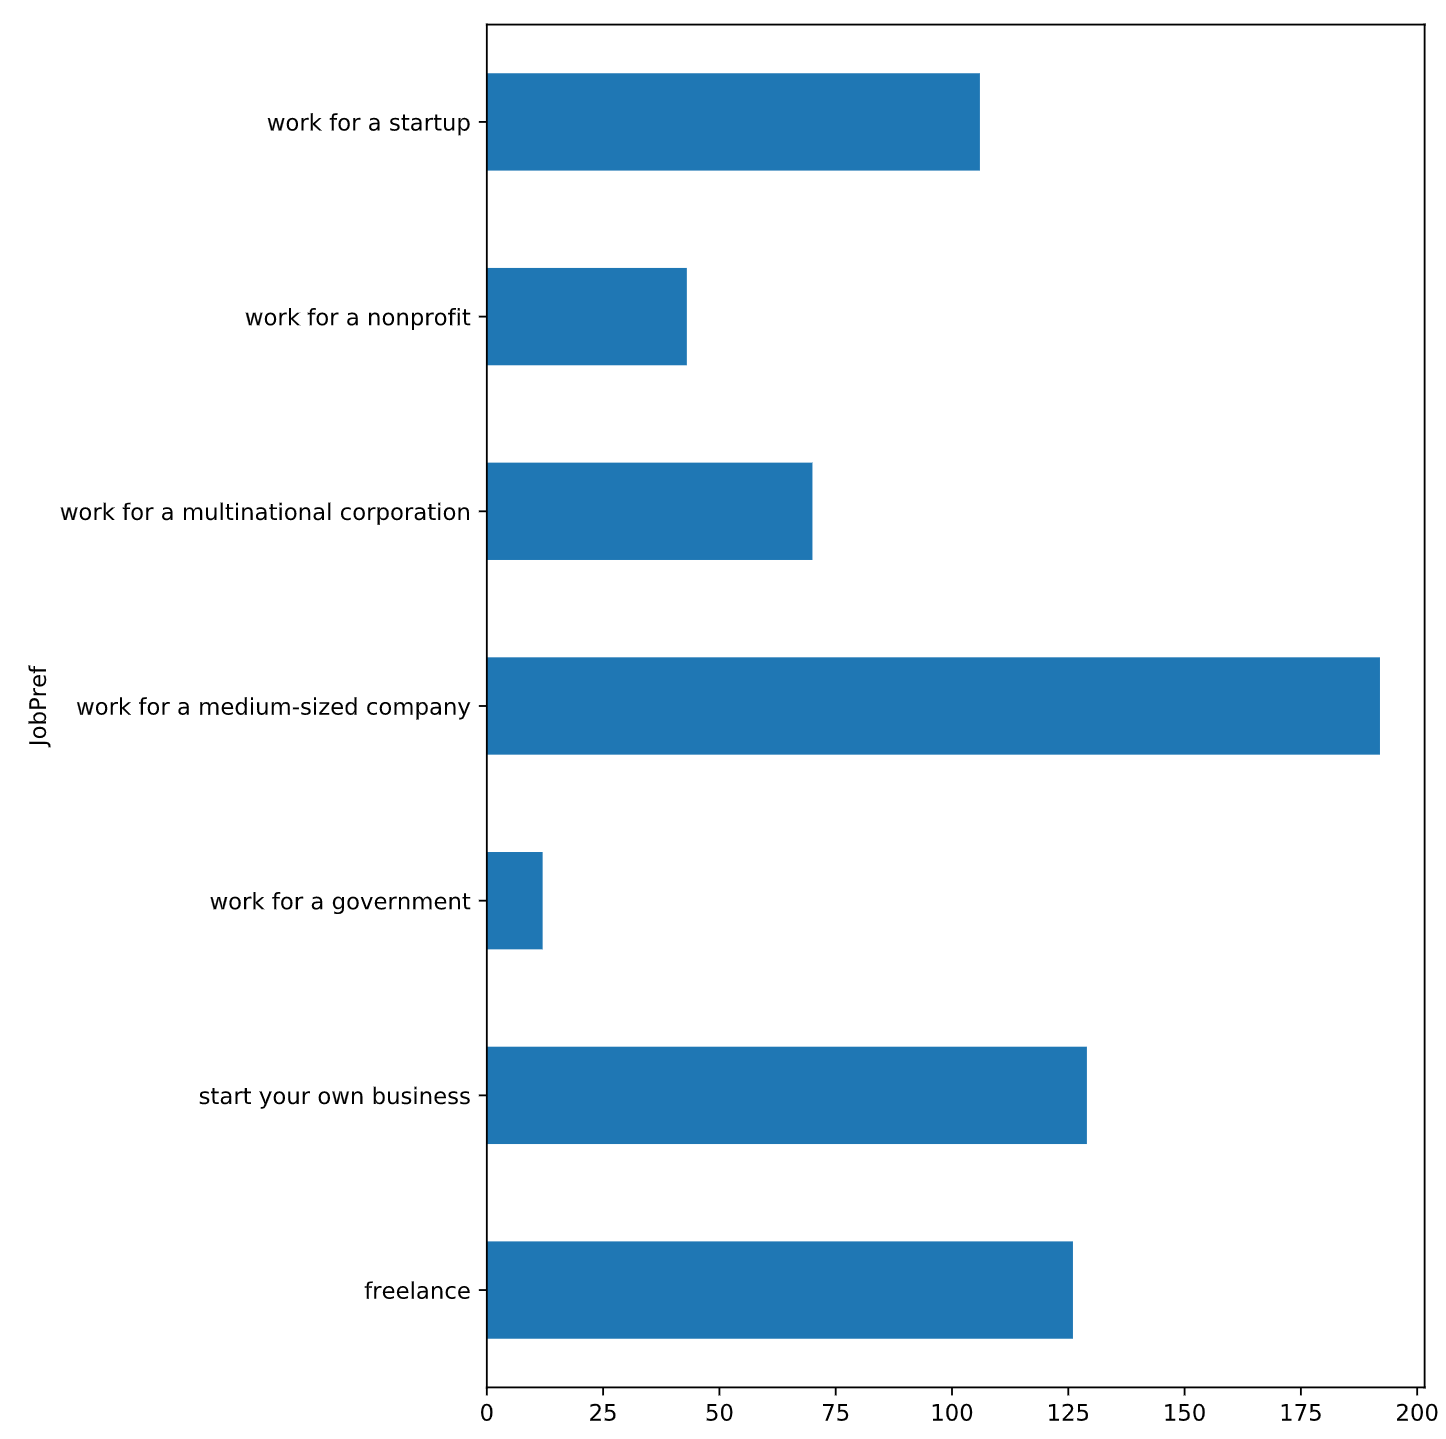 work for a startup
work for a nonprofit
work for a multinational corporation
work for a medium-sized company
work for a government
start your own business
freelance
JobPref
0 25 50 75 100 125 150 175 200